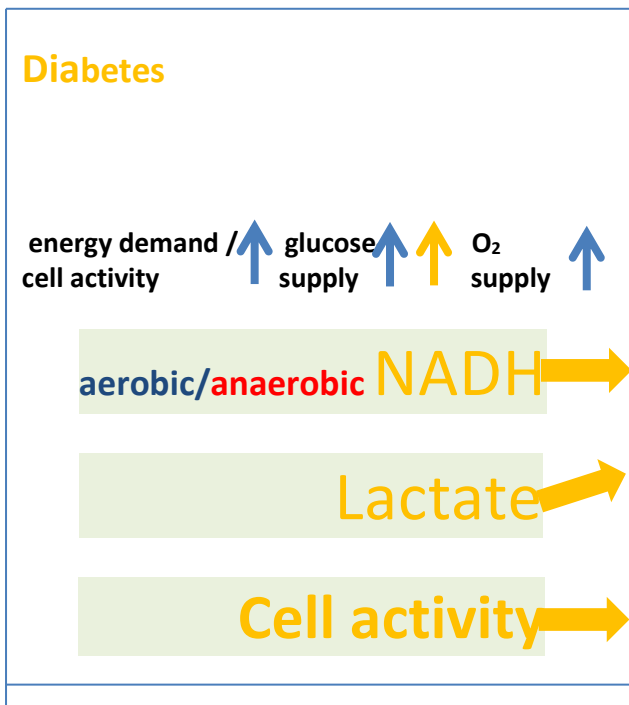 Diabetes
energy demand / glucose O₂
cell activity supply supply
aerobic/anaerobic NADH
Lactate
Cell activity